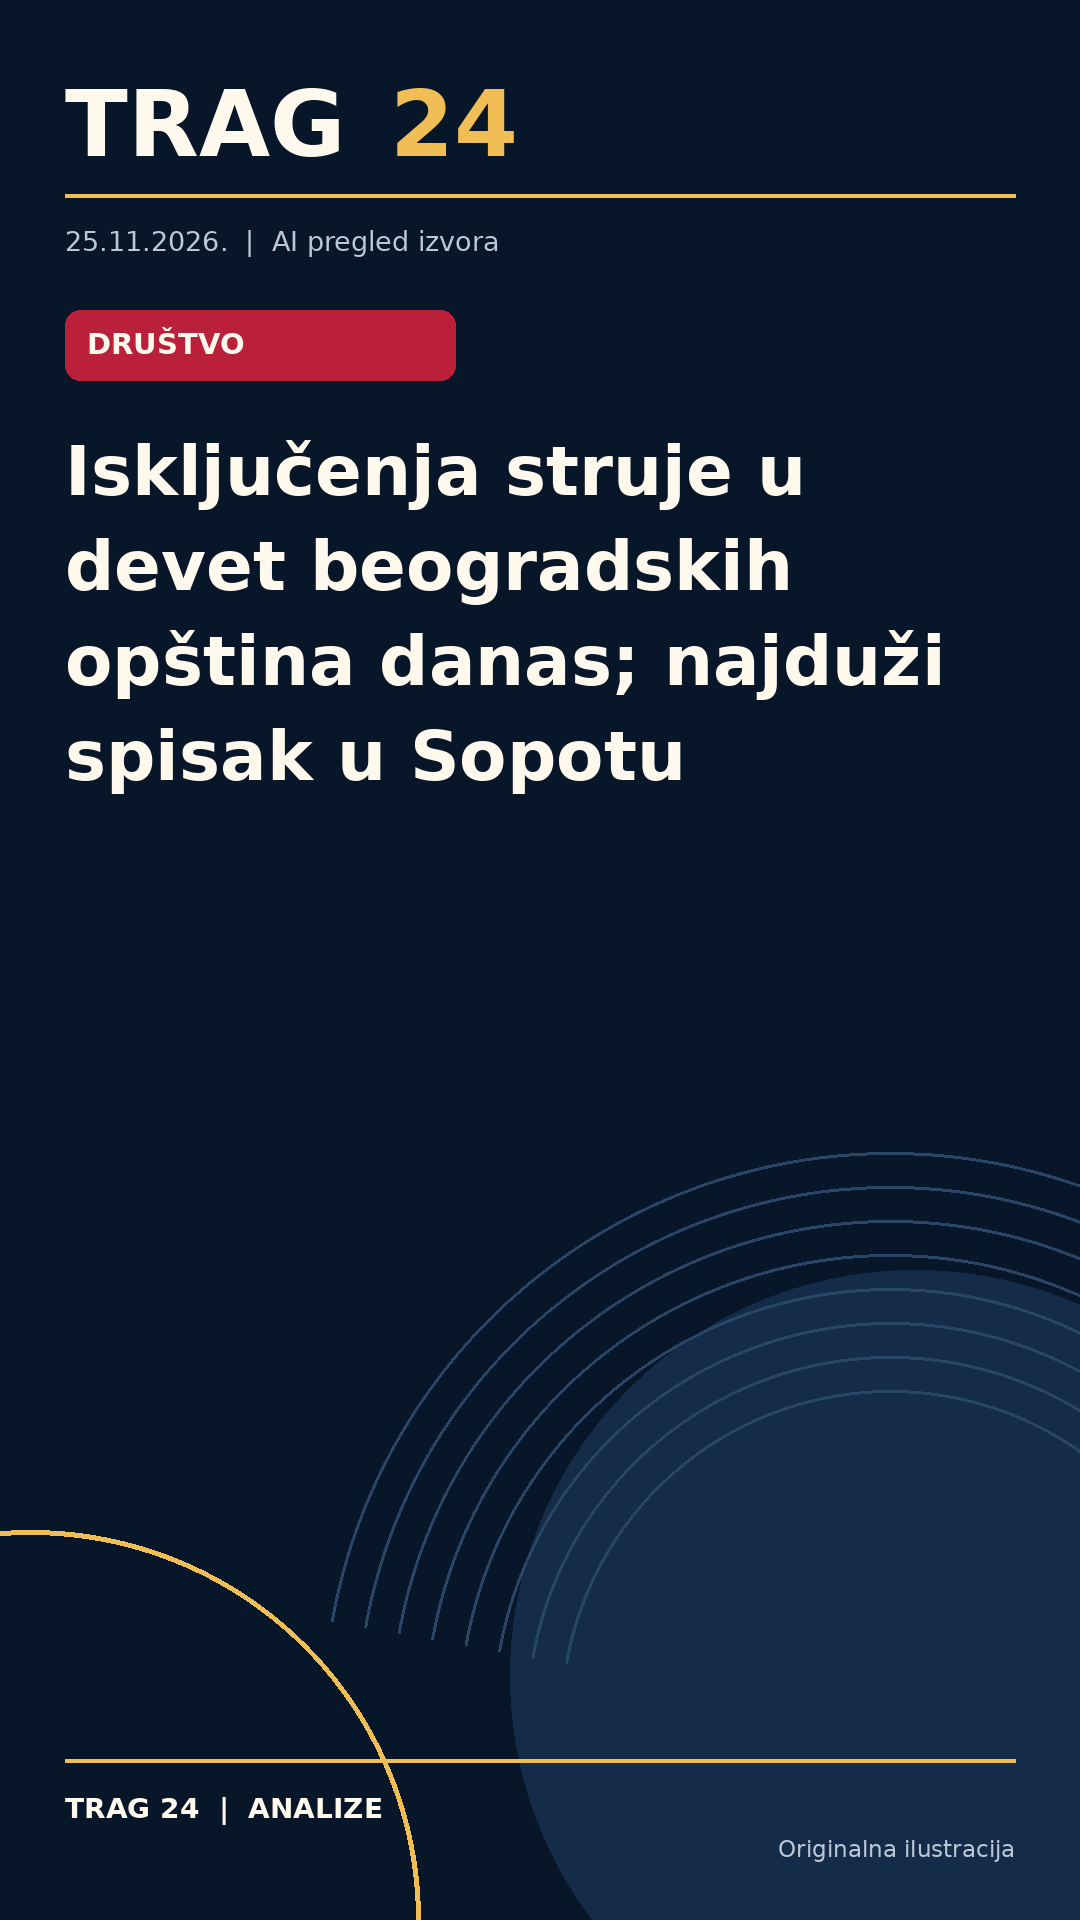 TRAG 24
25.11.2026. | AI pregled izvora
DRUŠTVO
Isključenja struje u
devet beogradskih
opština danas; najduži
spisak u Sopotu
TRAG 24 | ANALIZE
Originalna ilustracija